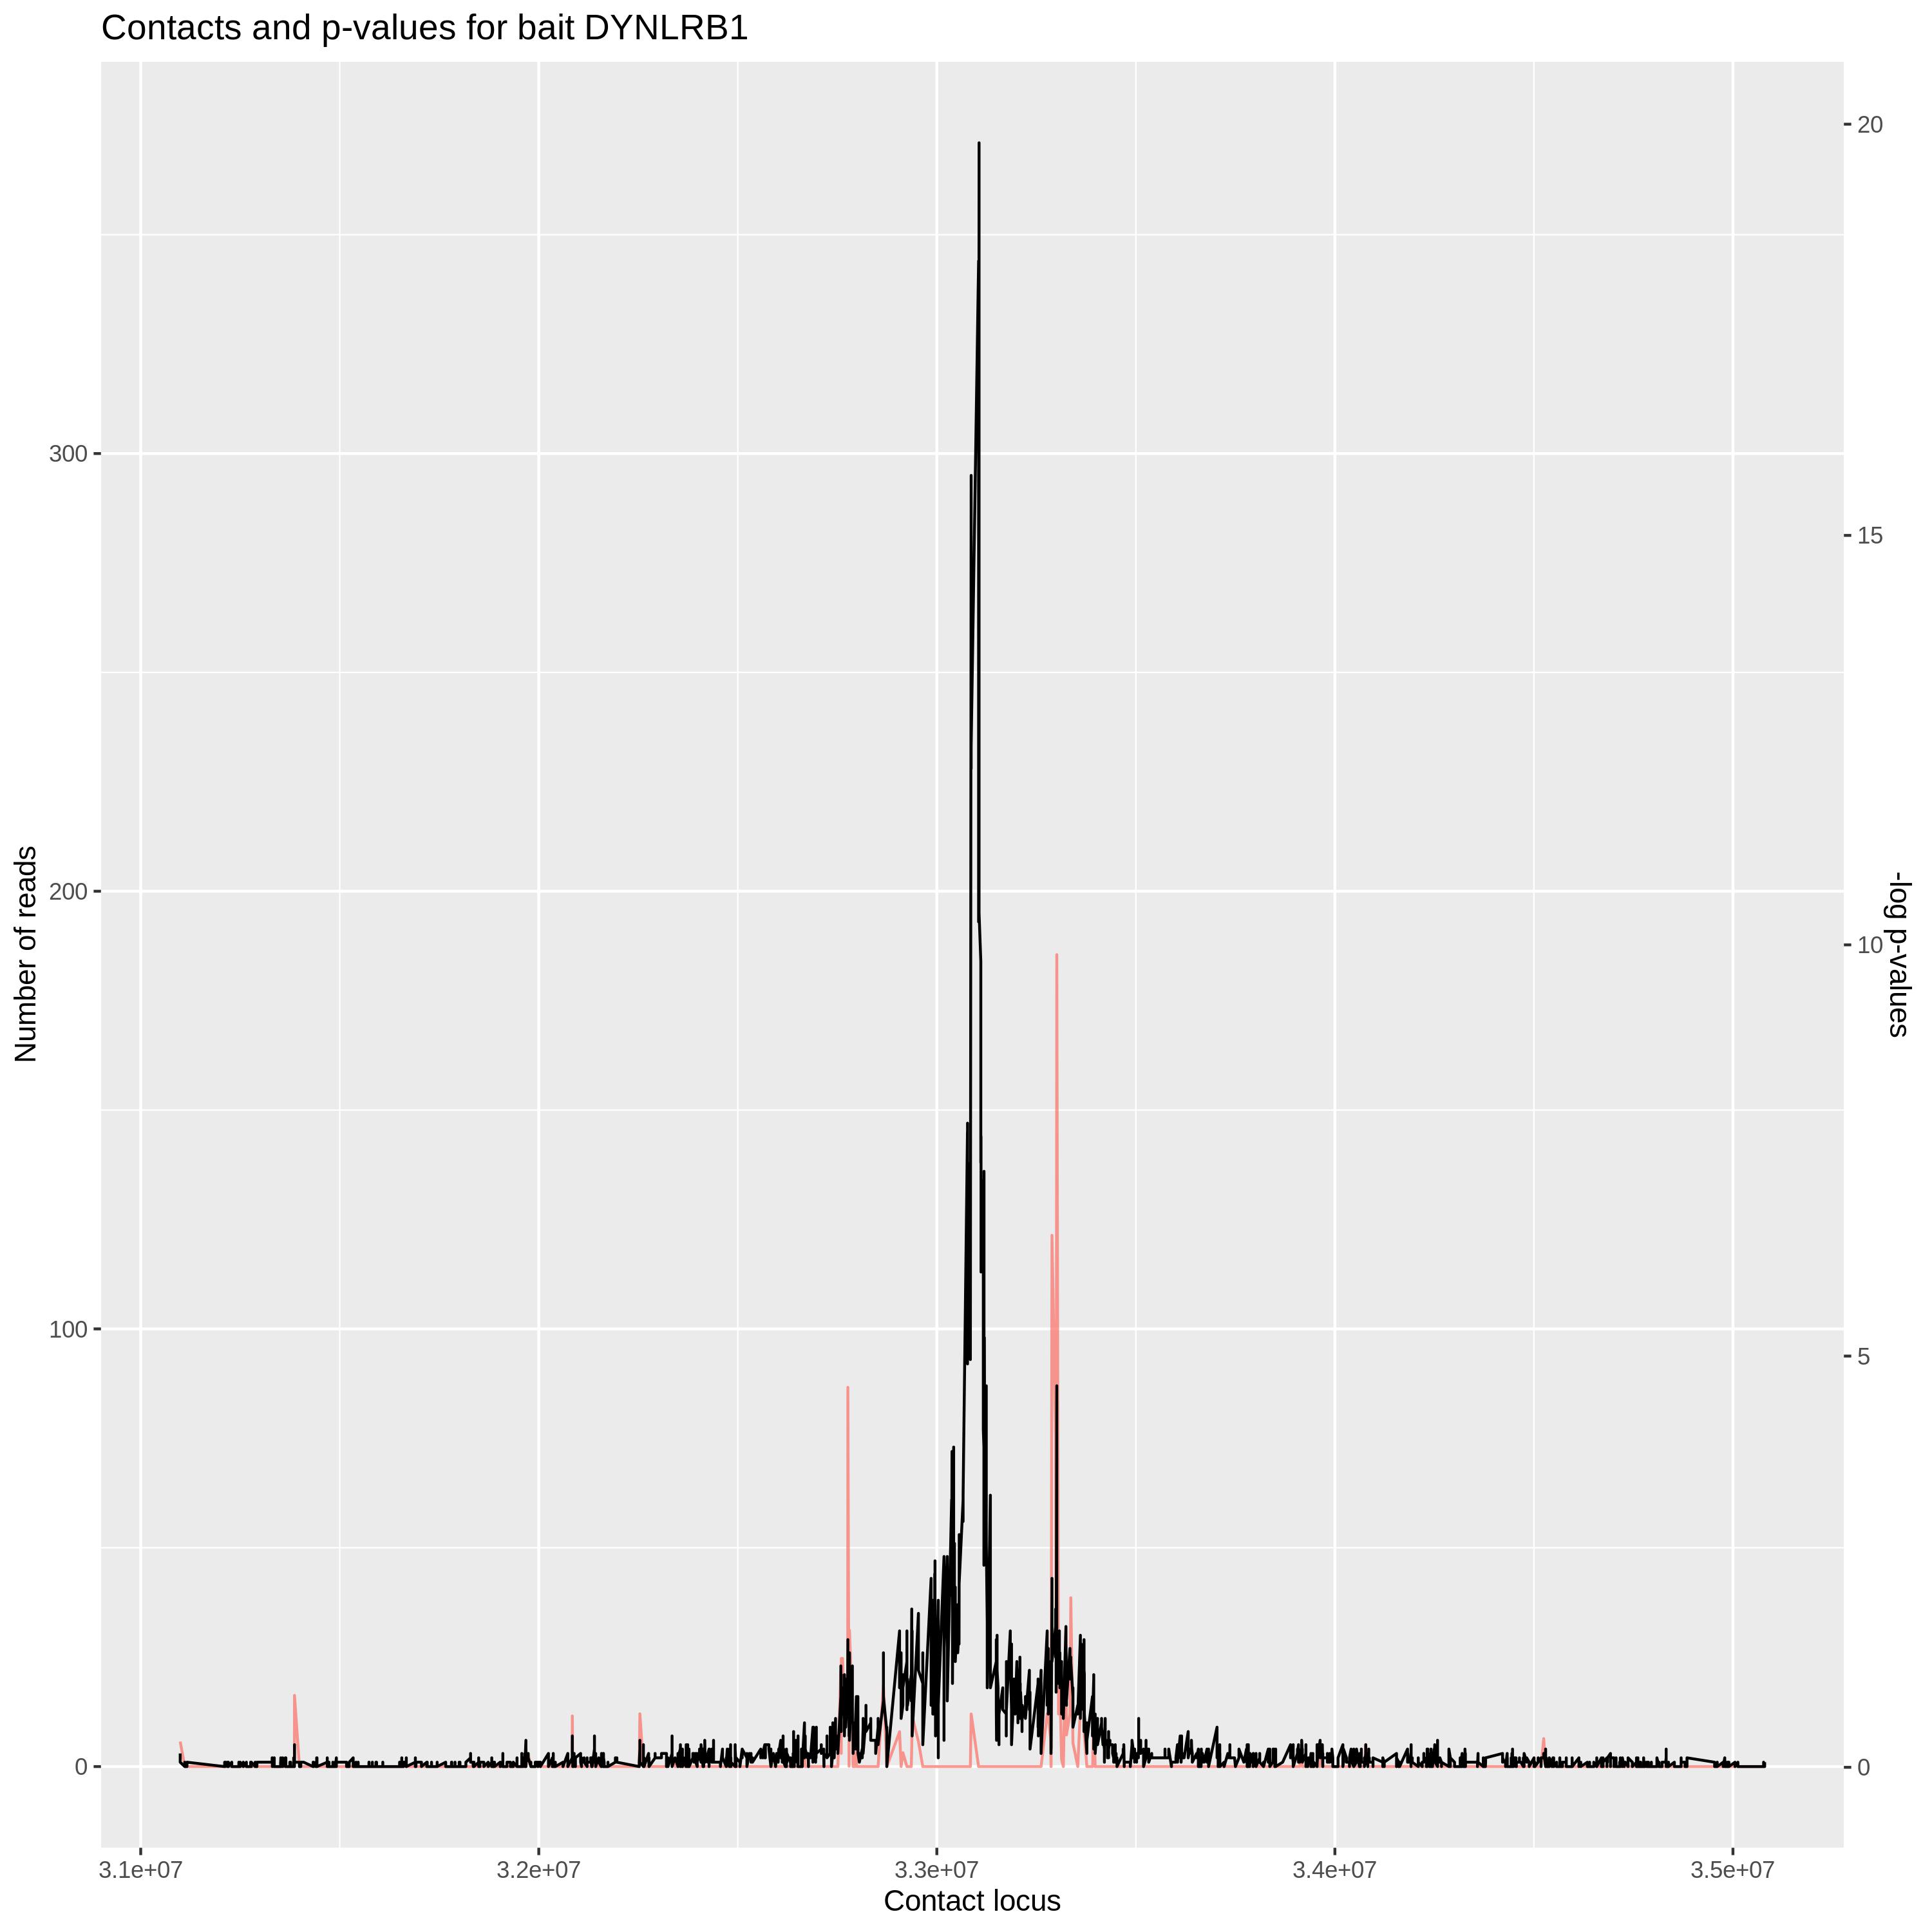 Contacts and p-values for bait DYNLRB1
Number of reads
300
200
100
0
20
15
10
5
0
-log p-values
3.1e+07
3.2e+07
3.3e+07
3.4e+07
3.5e+07
Contact locus